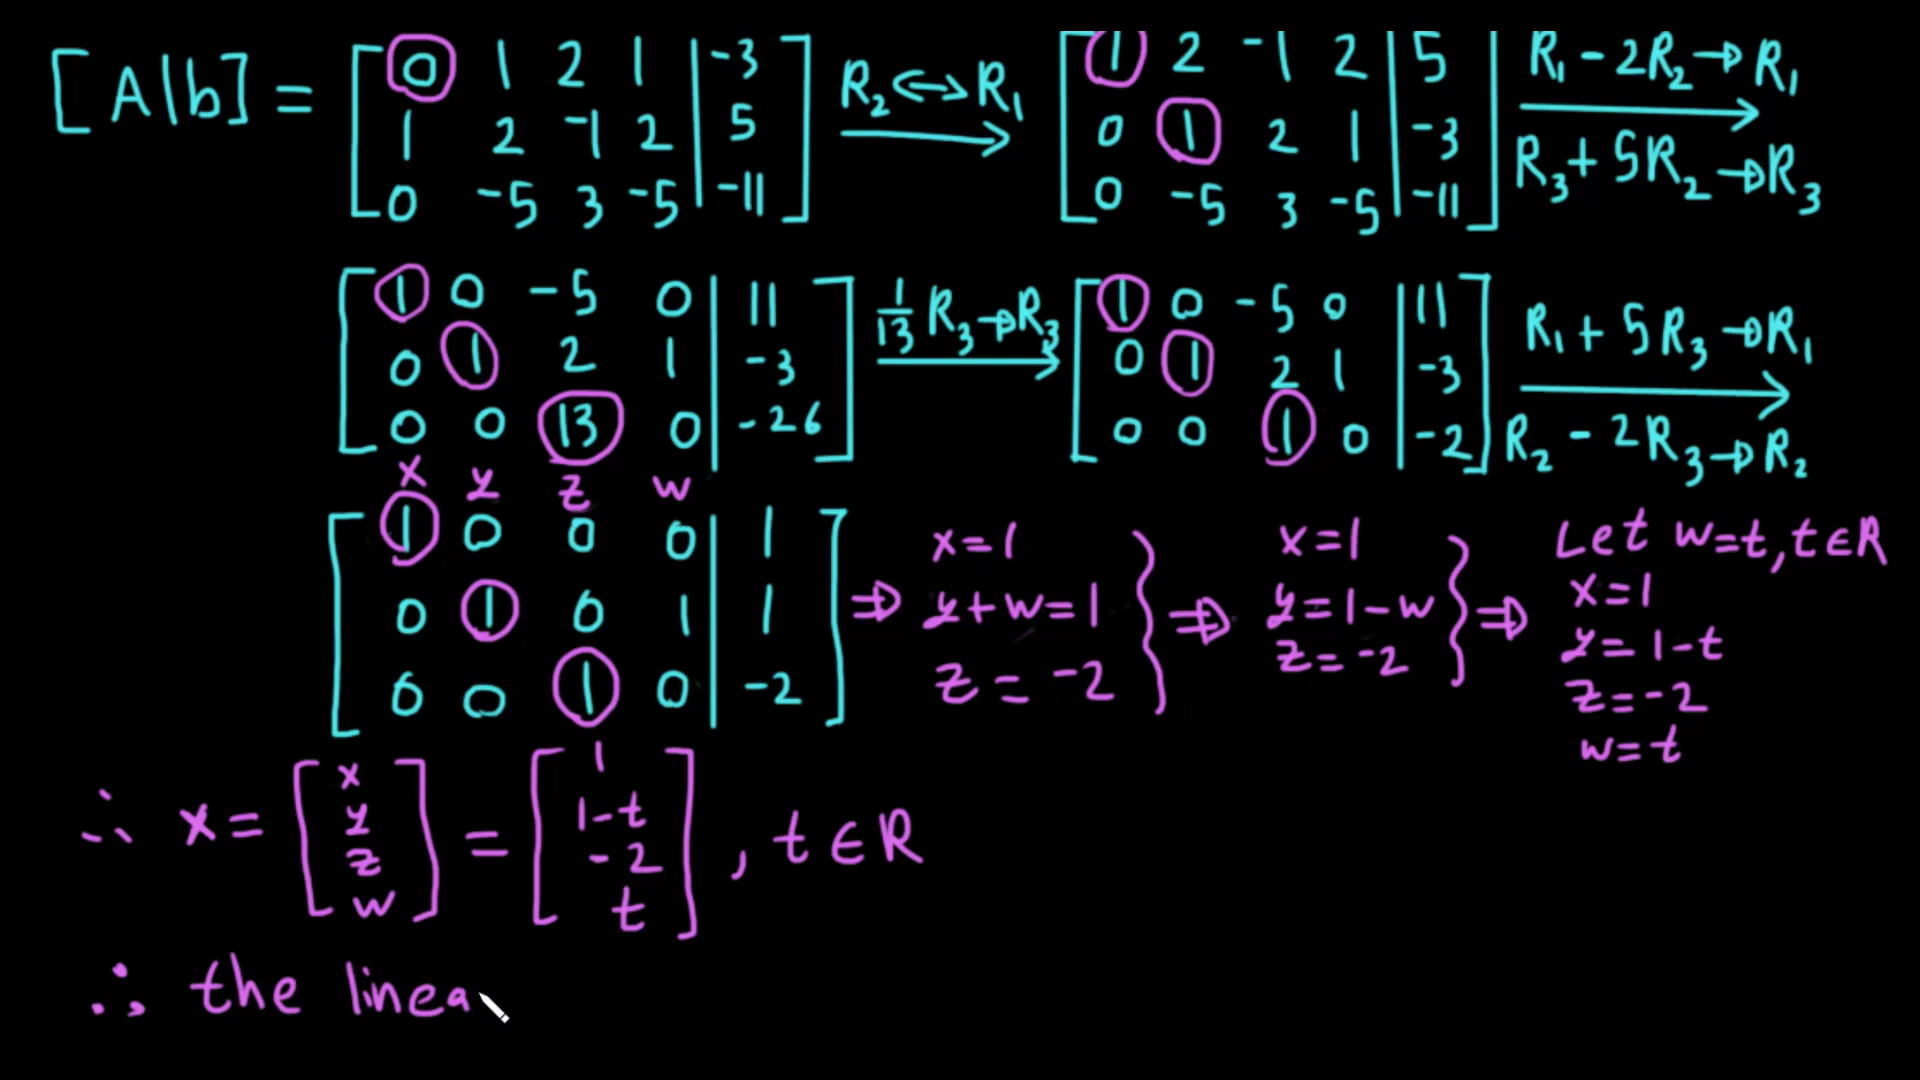 [A|b] = [0 1 2 1 | -3] R₂ ↔ R₁ [1 2 -1 2 | 5] R₁ - 2R₂ → R₁
[1 2 -1 2 | 5] [0 1 2 1 | -3] R₃ + 5R₂ → R₃
[0 -5 3 -5 | -11] [0 -5 3 -5 | -11]
[1 0 -5 0 | 11] 1/13 R₃ → R₃ [1 0 -5 0 | 11] R₁ + 5R₃ → R₁
[0 1 2 1 | -3] [0 1 2 1 | -3]
[0 0 13 0 | -26] [0 0 1 0 | -2] R₂ - 2R₃ → R₂
x y z w
[1 0 0 0 | 1] ⇒ x=1 } ⇒ x=1 } ⇒ Let w=t, t∈R
[0 1 0 1 | 1] y+w=1 y=1-w x=1
[0 0 1 0 | -2] z=-2 z=-2 y=1-t
z=-2
w=t
∴ x = [x y z w] = [1 1-t -2 t], t∈R
∴ the linea